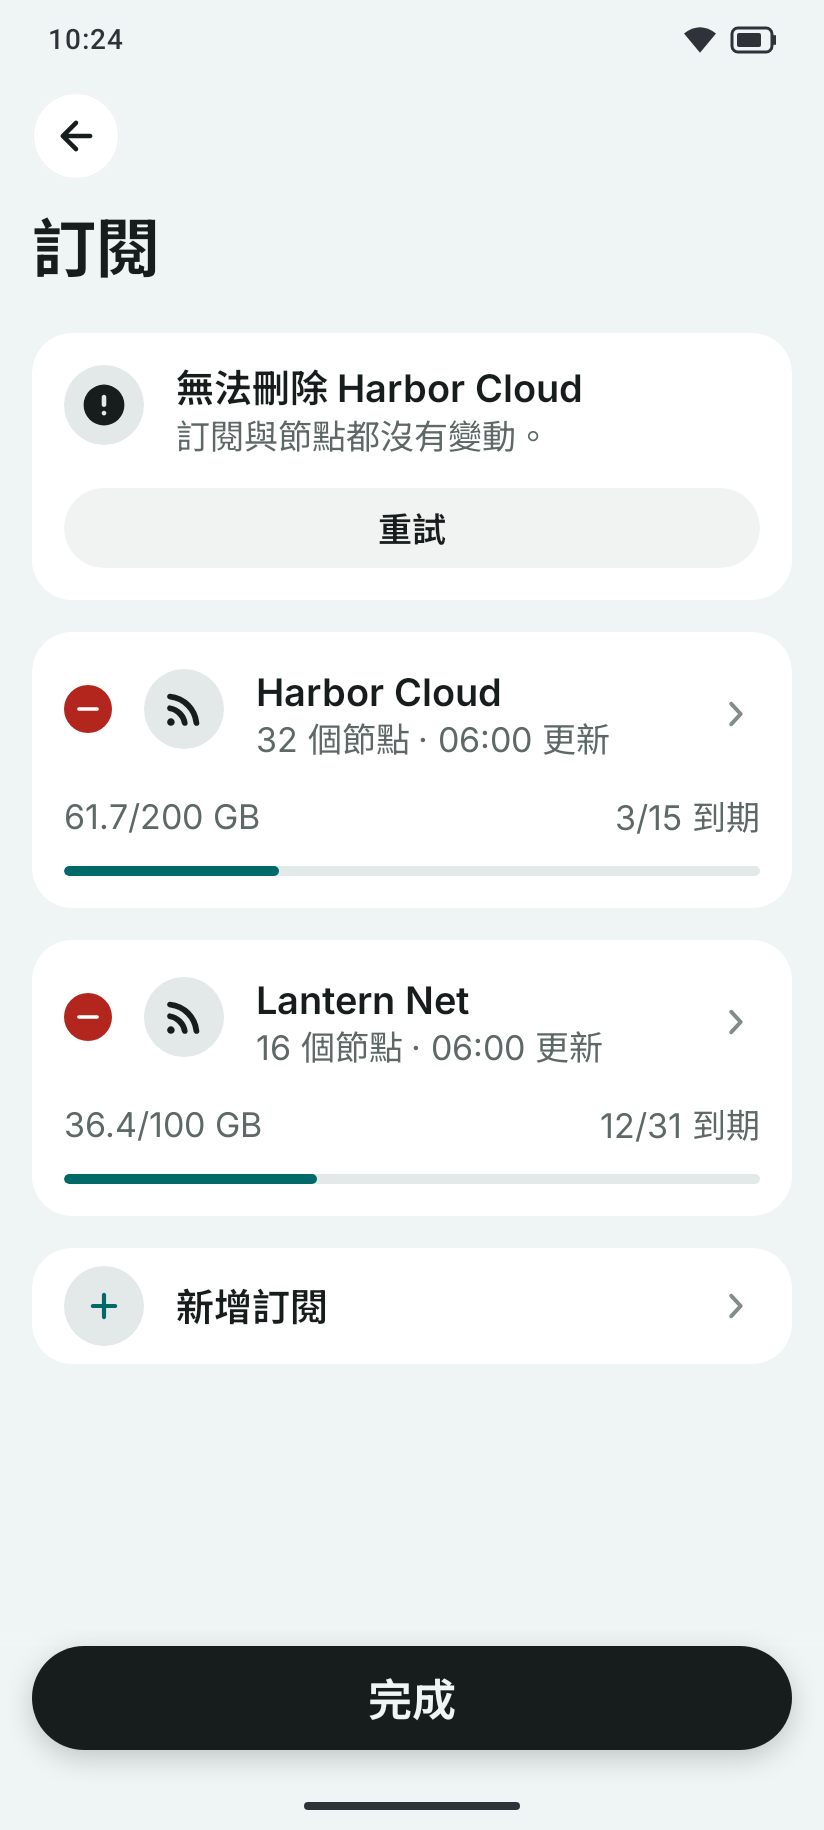 10:24
訂閱
無法刪除 Harbor Cloud
訂閱與節點都沒有變動。
重試
Harbor Cloud
32 個節點 · 06:00 更新
61.7/200 GB
3/15 到期
Lantern Net
16 個節點 · 06:00 更新
36.4/100 GB
12/31 到期
新增訂閱
完成